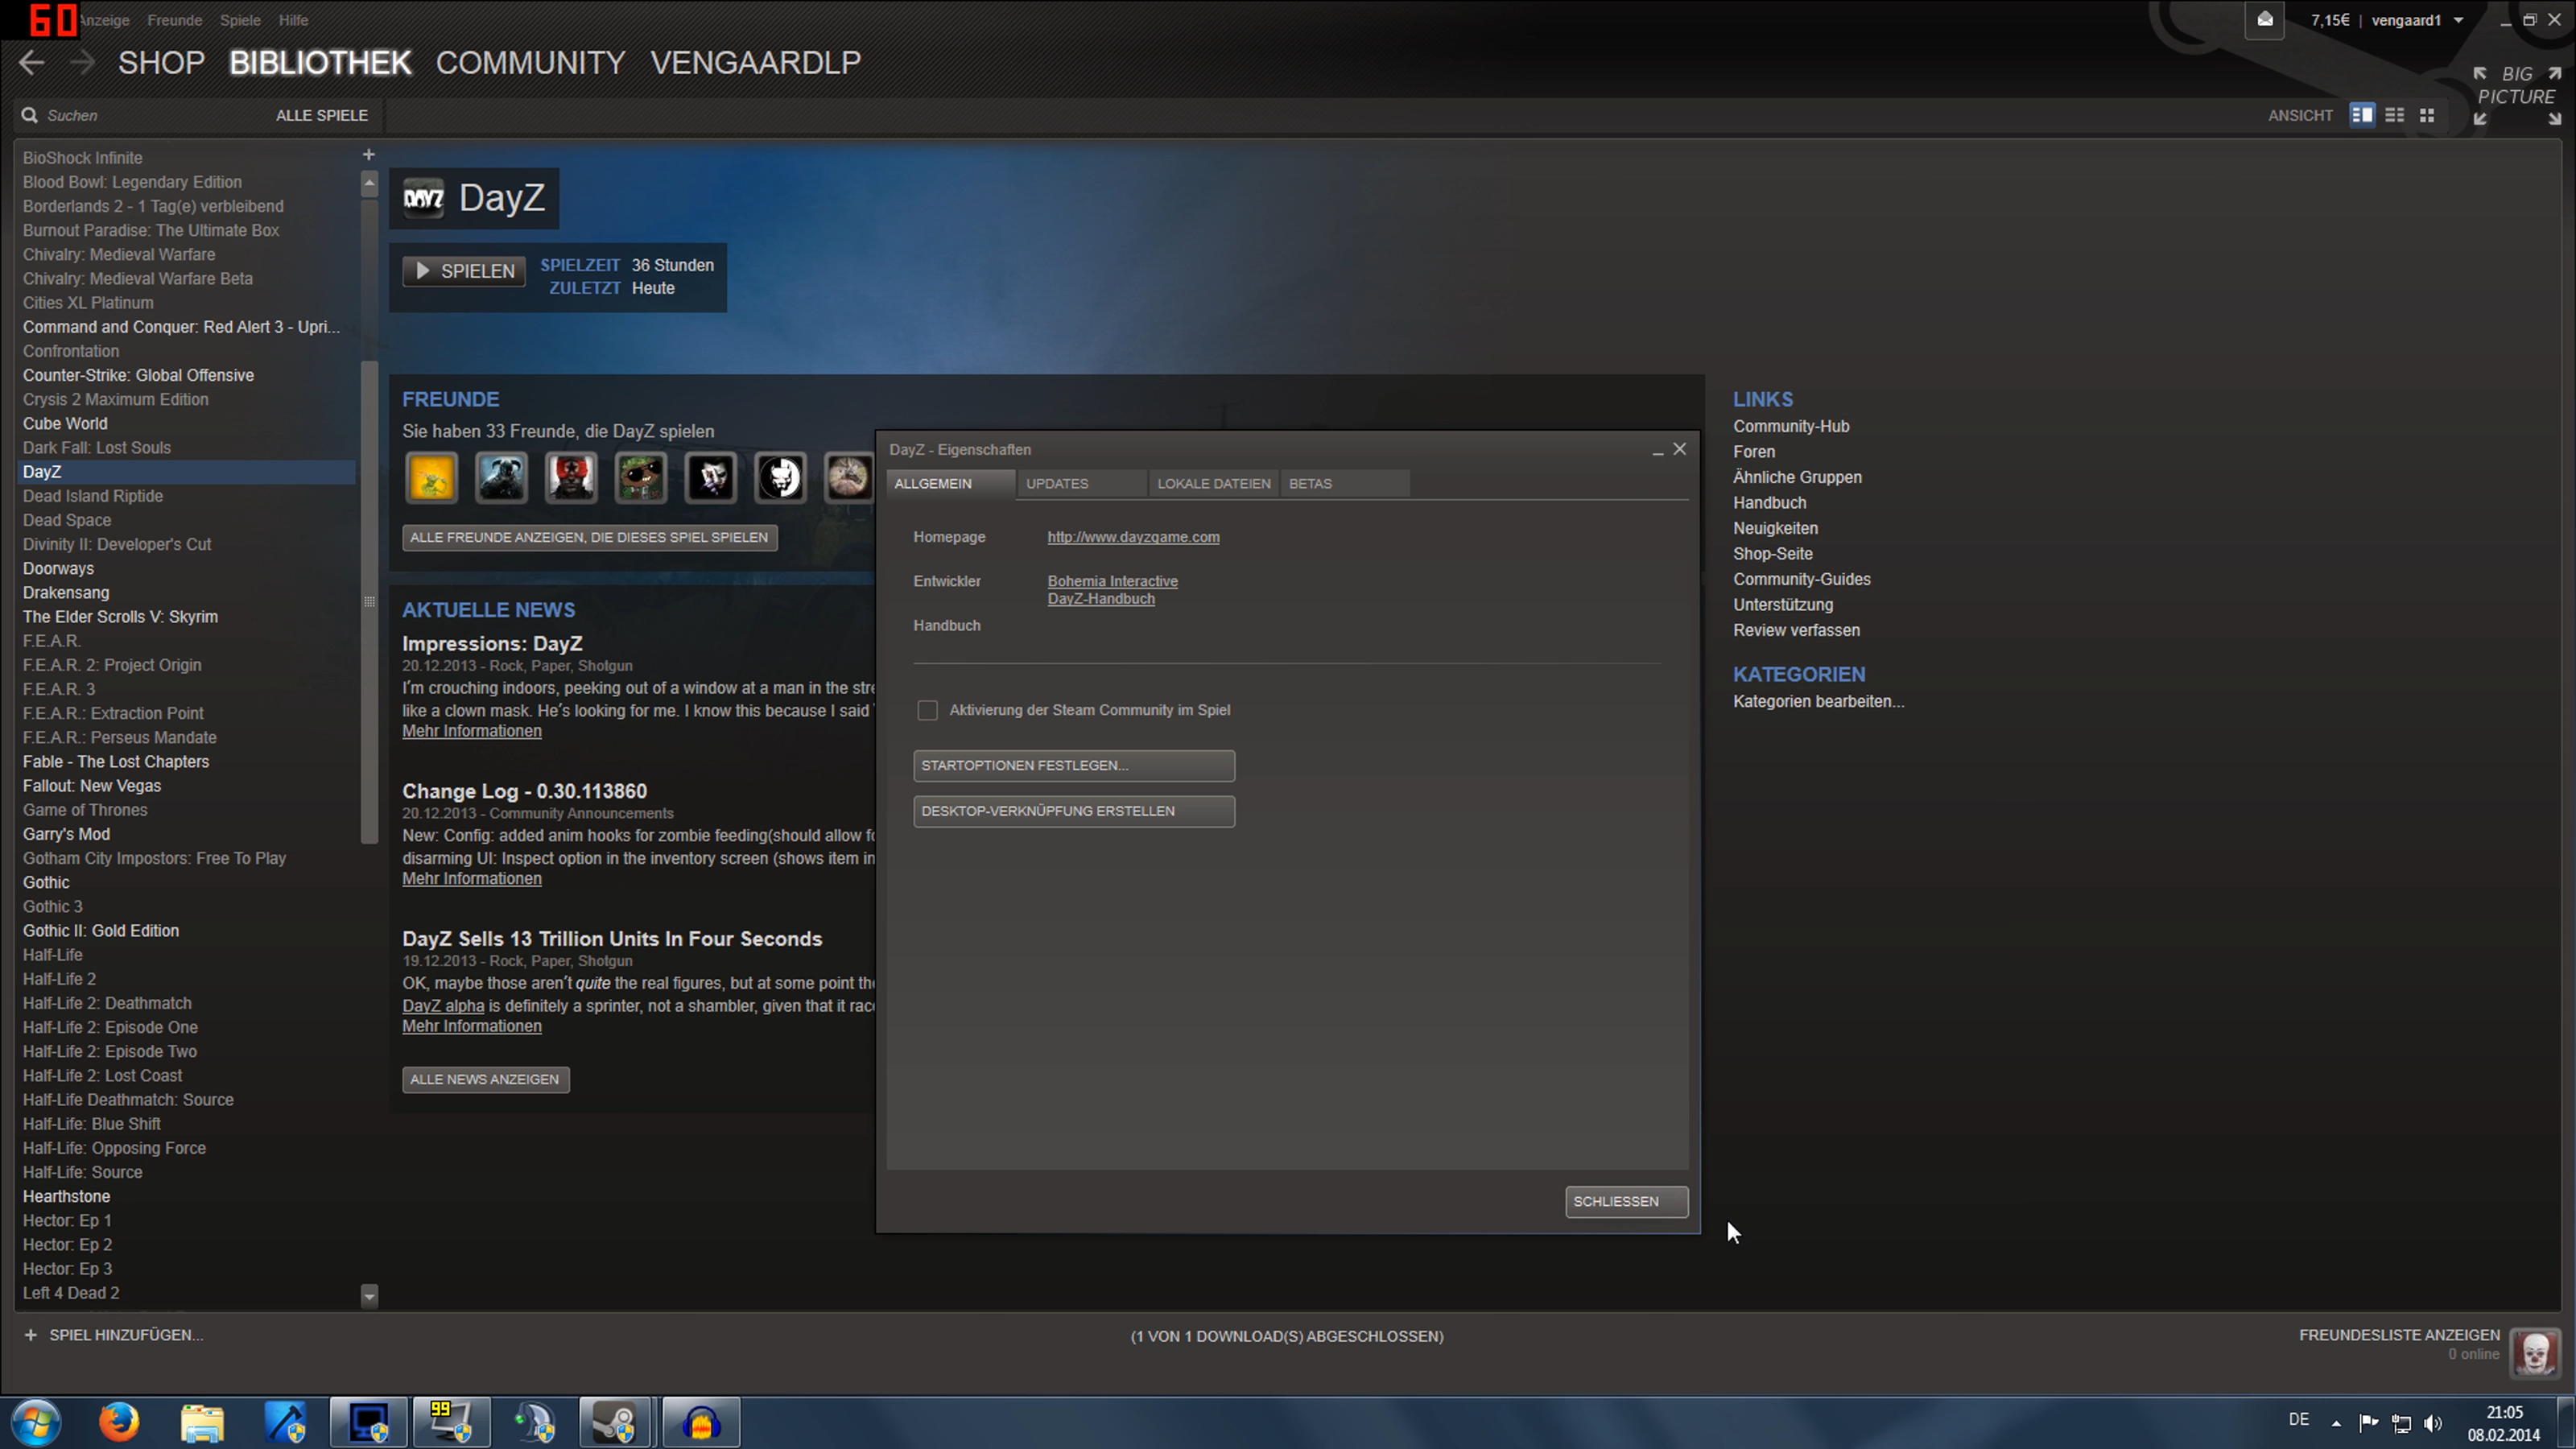 60
Anzeige Freunde Spiele Hilfe
7,15€ | vengaard1
SHOP BIBLIOTHEK COMMUNITY VENGAARDLP
BIG PICTURE
Suchen ALLE SPIELE
ANSICHT
BioShock Infinite
Blood Bowl: Legendary Edition
Borderlands 2 - 1 Tag(e) verbleibend
Burnout Paradise: The Ultimate Box
Chivalry: Medieval Warfare
Chivalry: Medieval Warfare Beta
Cities XL Platinum
Command and Conquer: Red Alert 3 - Upri...
Confrontation
Counter-Strike: Global Offensive
Crysis 2 Maximum Edition
Cube World
Dark Fall: Lost Souls
DayZ
Dead Island Riptide
Dead Space
Divinity II: Developer's Cut
Doorways
Drakensang
The Elder Scrolls V: Skyrim
F.E.A.R.
F.E.A.R. 2: Project Origin
F.E.A.R. 3
F.E.A.R.: Extraction Point
F.E.A.R.: Perseus Mandate
Fable - The Lost Chapters
Fallout: New Vegas
Game of Thrones
Garry's Mod
Gotham City Impostors: Free To Play
Gothic
Gothic 3
Gothic II: Gold Edition
Half-Life
Half-Life 2
Half-Life 2: Deathmatch
Half-Life 2: Episode One
Half-Life 2: Episode Two
Half-Life 2: Lost Coast
Half-Life Deathmatch: Source
Half-Life: Blue Shift
Half-Life: Opposing Force
Half-Life: Source
Hearthstone
Hector: Ep 1
Hector: Ep 2
Hector: Ep 3
Left 4 Dead 2
DAYZ DayZ
SPIELEN
SPIELZEIT 36 Stunden
ZULETZT Heute
FREUNDE
Sie haben 33 Freunde, die DayZ spielen
ALLE FREUNDE ANZEIGEN, DIE DIESES SPIEL SPIELEN
AKTUELLE NEWS
Impressions: DayZ
20.12.2013 - Rock, Paper, Shotgun
I'm crouching indoors, peeking out of a window at a man in the stre
like a clown mask. He's looking for me. I know this because I said '
Mehr Informationen
Change Log - 0.30.113860
20.12.2013 - Community Announcements
New: Config: added anim hooks for zombie feeding(should allow fo
disarming UI: Inspect option in the inventory screen (shows item in
Mehr Informationen
DayZ Sells 13 Trillion Units In Four Seconds
19.12.2013 - Rock, Paper, Shotgun
OK, maybe those aren't quite the real figures, but at some point the
DayZ alpha is definitely a sprinter, not a shambler, given that it race
Mehr Informationen
ALLE NEWS ANZEIGEN
DayZ - Eigenschaften
ALLGEMEIN UPDATES LOKALE DATEIEN BETAS
Homepage http://www.dayzgame.com
Entwickler Bohemia Interactive
DayZ-Handbuch
Handbuch
Aktivierung der Steam Community im Spiel
STARTOPTIONEN FESTLEGEN...
DESKTOP-VERKNÜPFUNG ERSTELLEN
SCHLIESSEN
LINKS
Community-Hub
Foren
Ähnliche Gruppen
Handbuch
Neuigkeiten
Shop-Seite
Community-Guides
Unterstützung
Review verfassen
KATEGORIEN
Kategorien bearbeiten...
+ SPIEL HINZUFÜGEN...
(1 VON 1 DOWNLOAD(S) ABGESCHLOSSEN)
FREUNDESLISTE ANZEIGEN
0 online
99
DE
21:05
08.02.2014